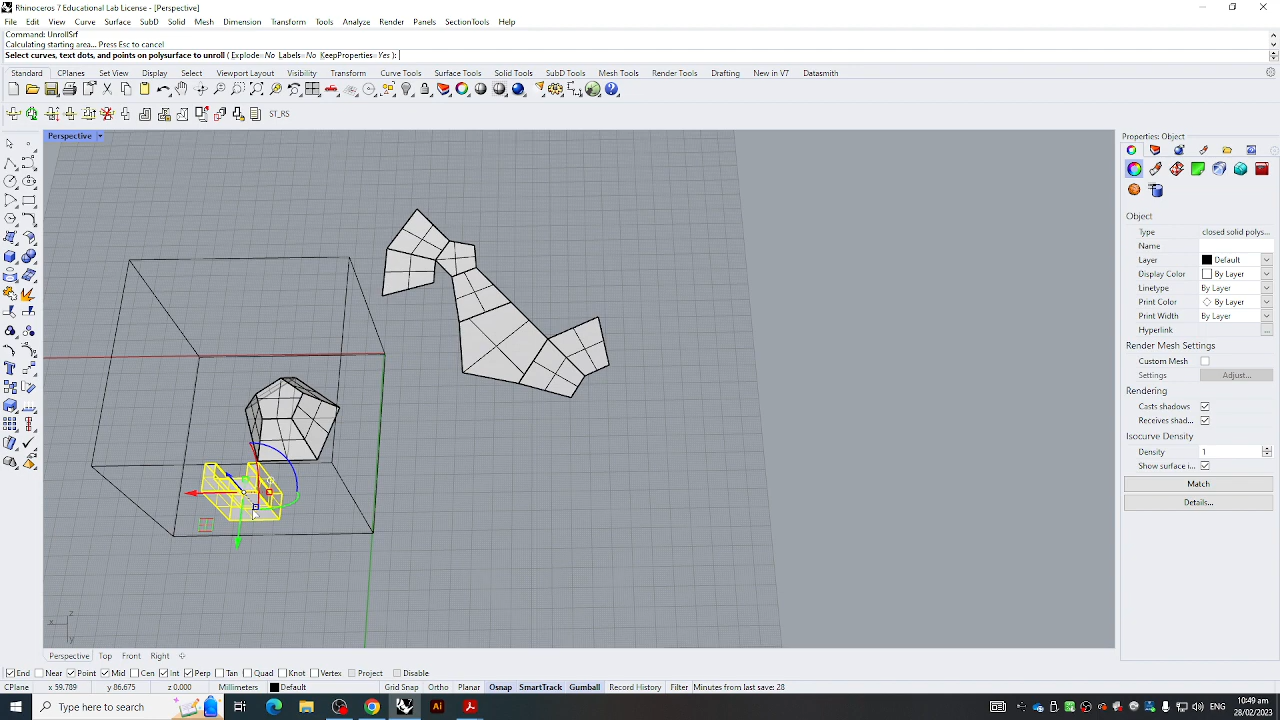 Rhinoceros 7 Educational Lab License - [Perspective]
File Edit View Curve Surface SubD Solid Mesh Dimension Transform Tools Analyze Render Panels SectionTools Help
Command: UnrollSrf
Calculating starting area... Press Esc to cancel
Select curves, text dots, and points on polysurface to unroll ( Explode=No Labels=No KeepProperties=Yes ):
Standard CPlanes Set View Display Select Viewport Layout Visibility Transform Curve Tools Surface Tools Solid Tools SubD Tools Mesh Tools Render Tools Drafting New in V7 Datasmith
ST_RS
Perspective
Properties: Object
Object
Type closed solid polys...
Name
Layer Default
Display Color By Layer
Linetype By Layer
Print Color By Layer
Print Width By Layer
Hyperlink ...
Render Mesh Settings
Custom Mesh
Settings Adjust...
Rendering
Casts shadows
Receives shad...
Isocurve Density
Density 1
Show surface i...
Match
Details...
z
x
y
Perspective Top Front Right
End Near Point Mid Cen Int Perp Tan Quad Knot Vertex Project Disable
CPlane x 59.789 y 86.675 z 0.000 Millimeters Default Grid Snap Ortho Planar Osnap SmartTrack Gumball Record History Filter Minutes from last save: 28
Type here to search
Ai
ENG
10:49 am
28/02/2023